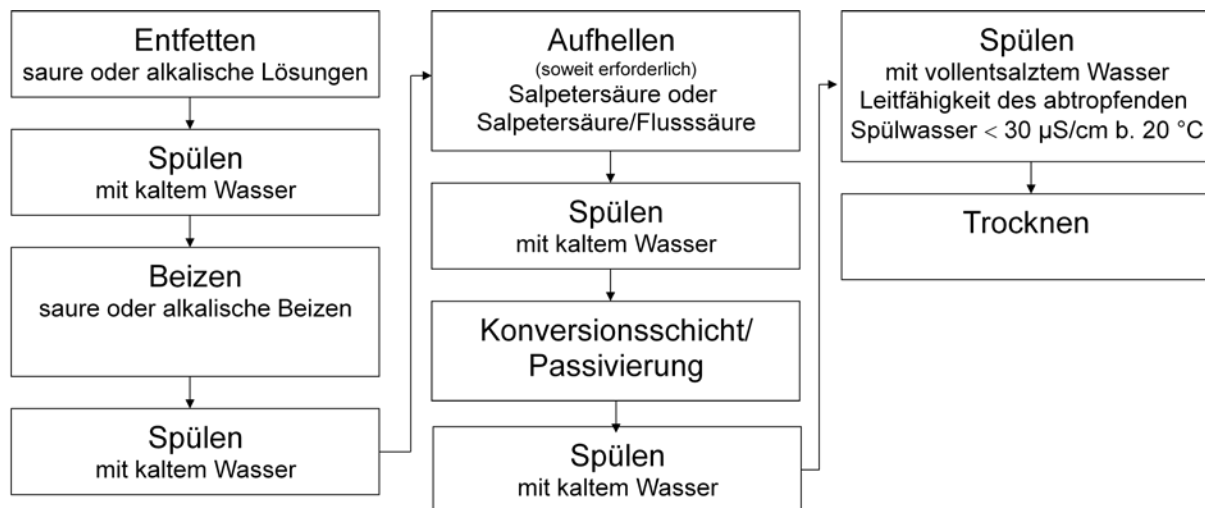 Entfetten
saure oder alkalische Lösungen
Spülen
mit kaltem Wasser
Beizen
saure oder alkalische Beizen
Spülen
mit kaltem Wasser
Aufhellen
(soweit erforderlich)
Salpetersäure oder
Salpetersäure/Flusssäure
Spülen
mit kaltem Wasser
Konversionsschicht/
Passivierung
Spülen
mit kaltem Wasser
Spülen
mit vollentsalztem Wasser
Leitfähigkeit des abtropfenden
Spülwasser < 30 µS/cm b. 20 °C
Trocknen